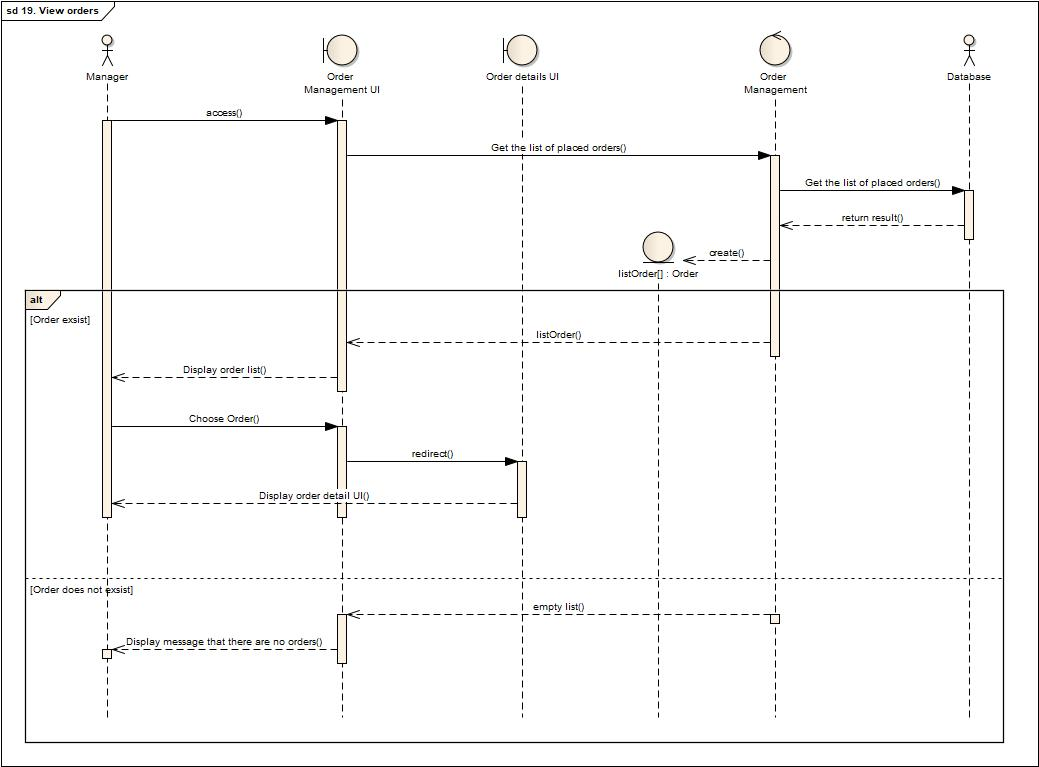 sd 19. View orders
Manager
Order
Management UI
Order details UI
Order
Management
Database
access()
Get the list of placed orders()
Get the list of placed orders()
return result()
create()
listOrder[] : Order
alt
[Order exsist]
listOrder()
Display order list()
Choose Order()
redirect()
Display order detail UI()
[Order does not exsist]
empty list()
Display message that there are no orders()